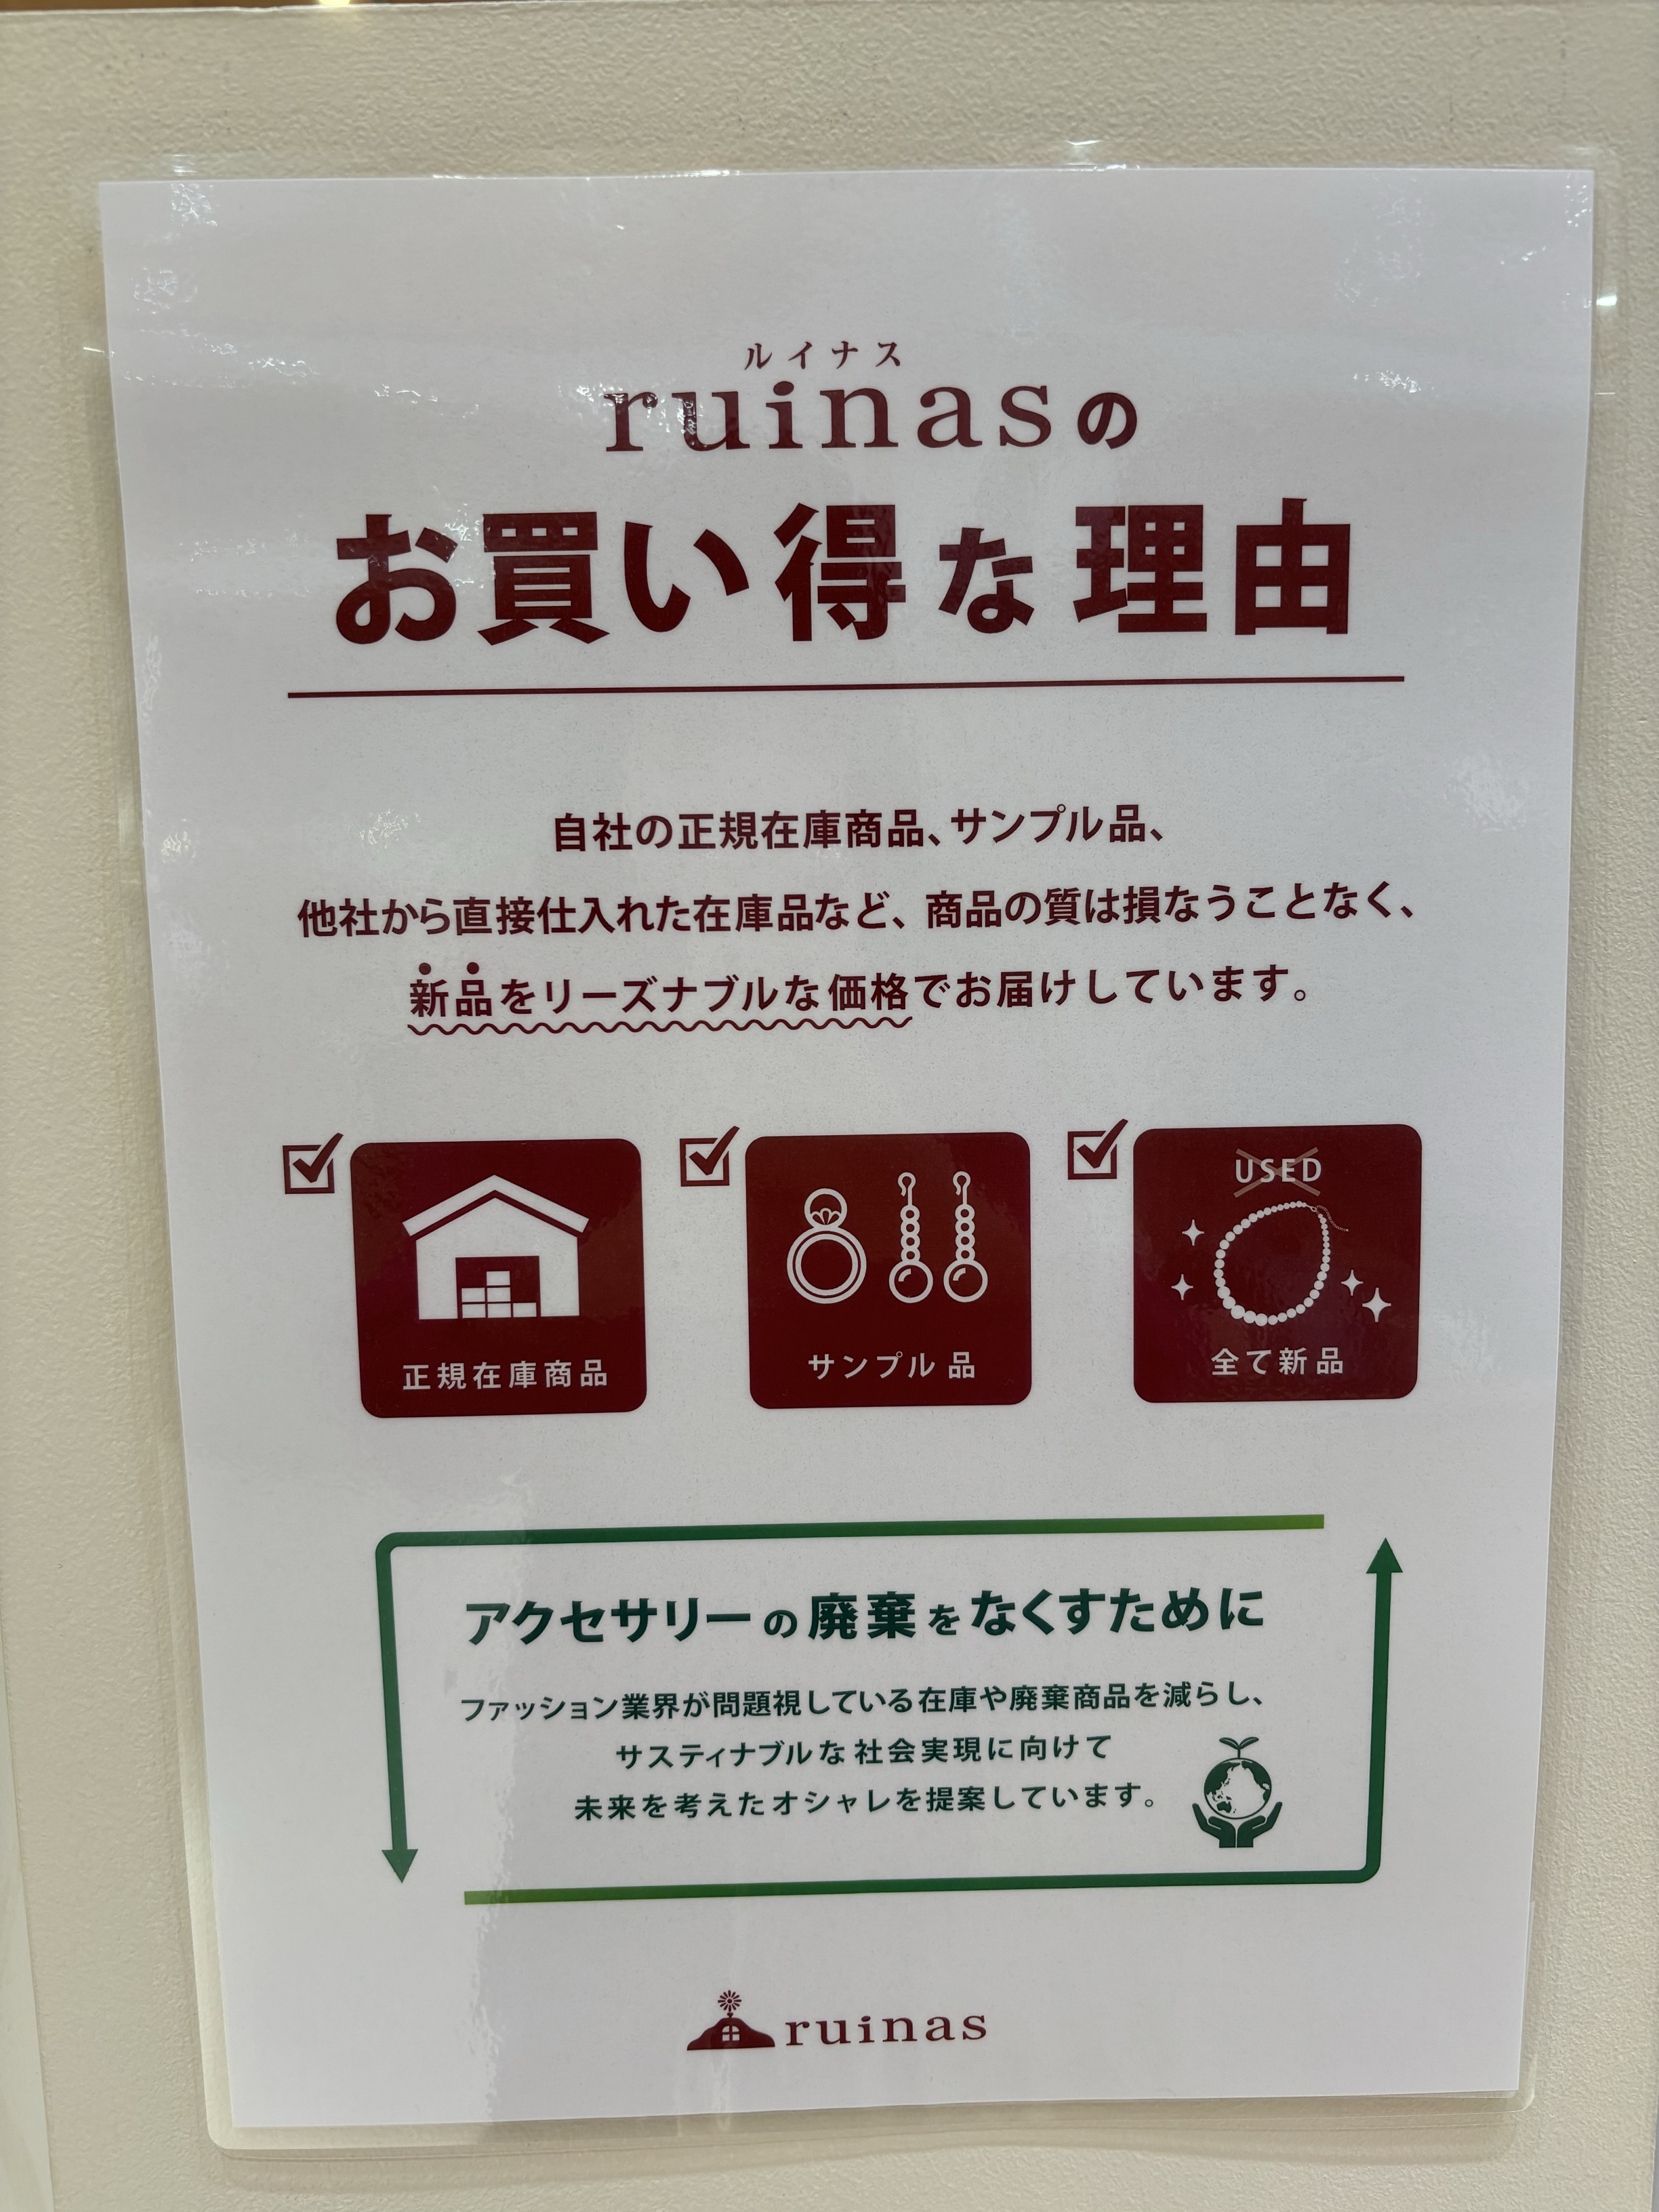 ルイナス
ruinasの
お買い得な理由
自社の正規在庫商品、サンプル品、
他社から直接仕入れた在庫品など、商品の質は損なうことなく、
新品をリーズナブルな価格でお届けしています。
正規在庫商品
サンプル品
USED
全て新品
アクセサリーの廃棄をなくすために
ファッション業界が問題視している在庫や廃棄商品を減らし、
サスティナブルな社会実現に向けて
未来を考えたオシャレを提案しています。
ruinas